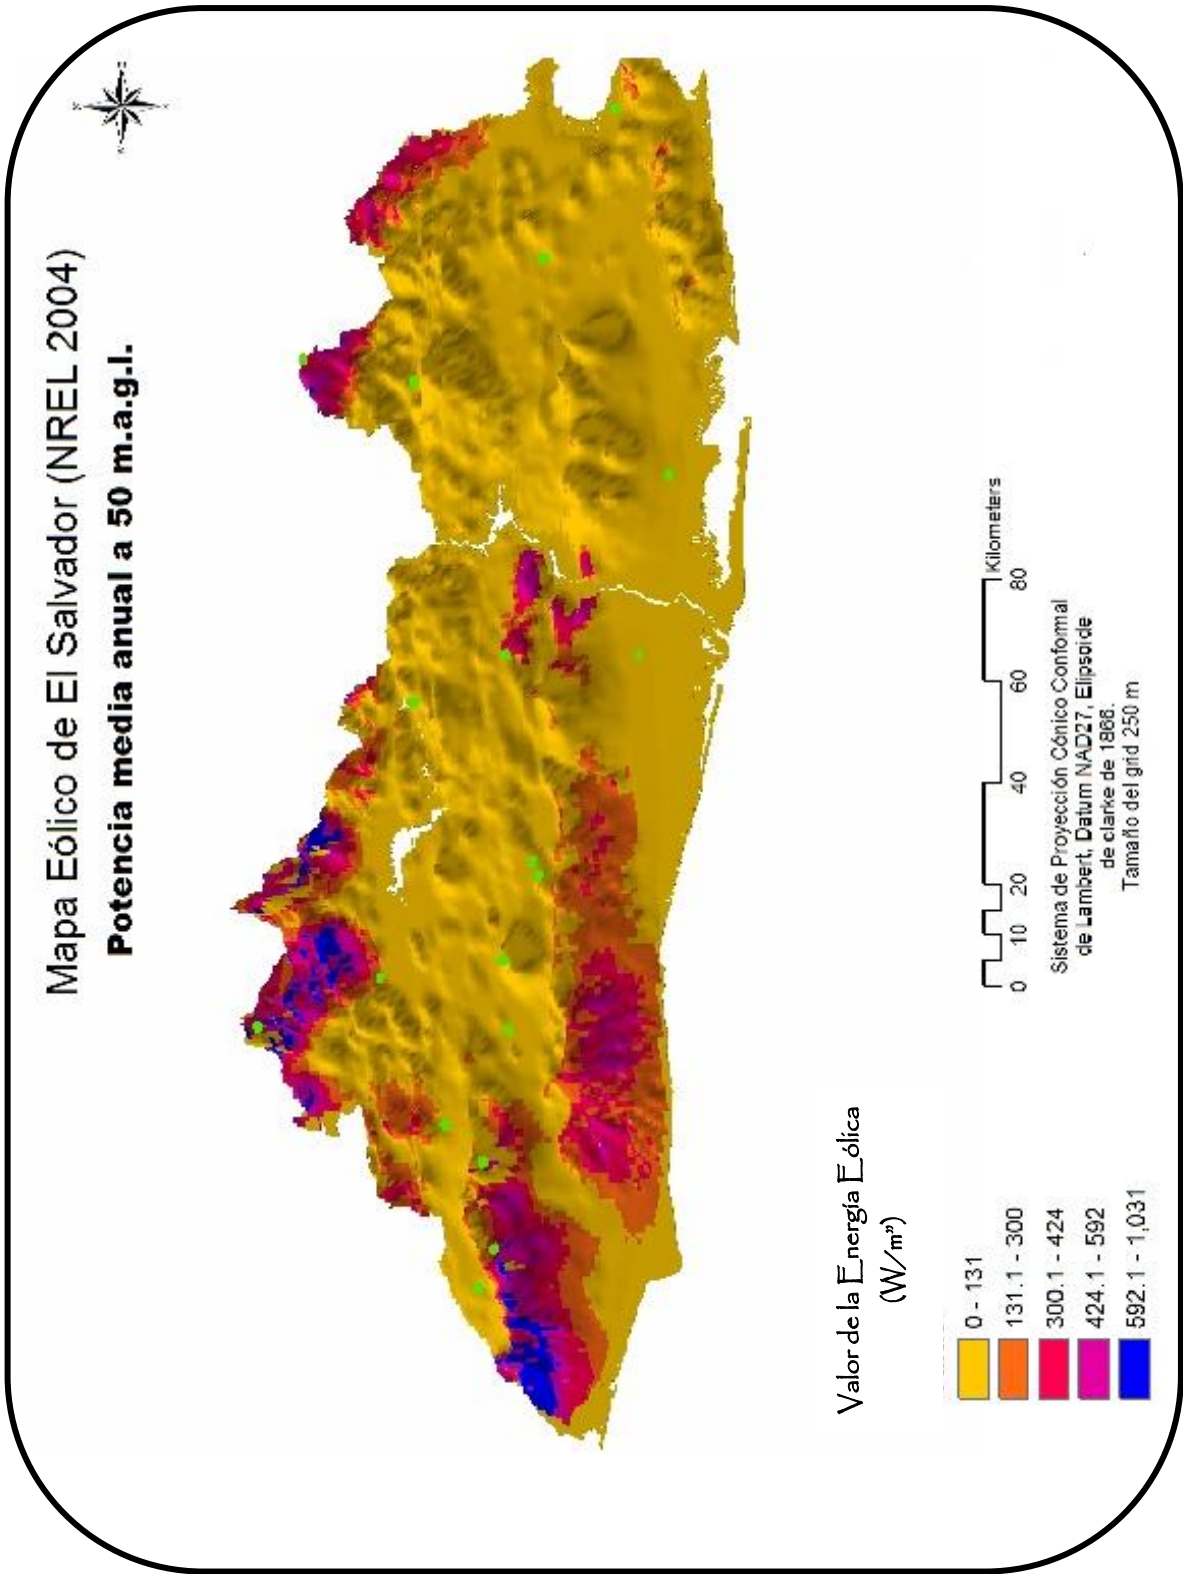 Mapa Eólico de El Salvador (NREL 2004)
Potencia media anual a 50 m.a.g.l.
Valor de la Energía Eólica
(W/m²)
0 - 131
131.1 - 300
300.1 - 424
424.1 - 592
592.1 - 1,031
0 10 20 40 60 80
Kilometers
Sistema de Proyección Cónico Conformal
de Lambert, Datum NAD27, Elipsoide
de clarke de 1866.
Tamaño del grid 250 m